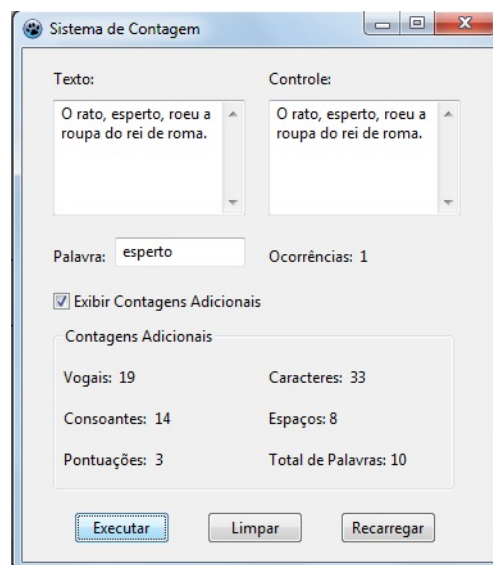 Sistema de Contagem
Texto:
Controle:
O rato, esperto, roeu a
roupa do rei de roma.
O rato, esperto, roeu a
roupa do rei de roma.
Palavra:
esperto
Ocorrências: 1
Exibir Contagens Adicionais
Contagens Adicionais
Vogais: 19
Caracteres: 33
Consoantes: 14
Espaços: 8
Pontuações: 3
Total de Palavras: 10
Executar
Limpar
Recarregar